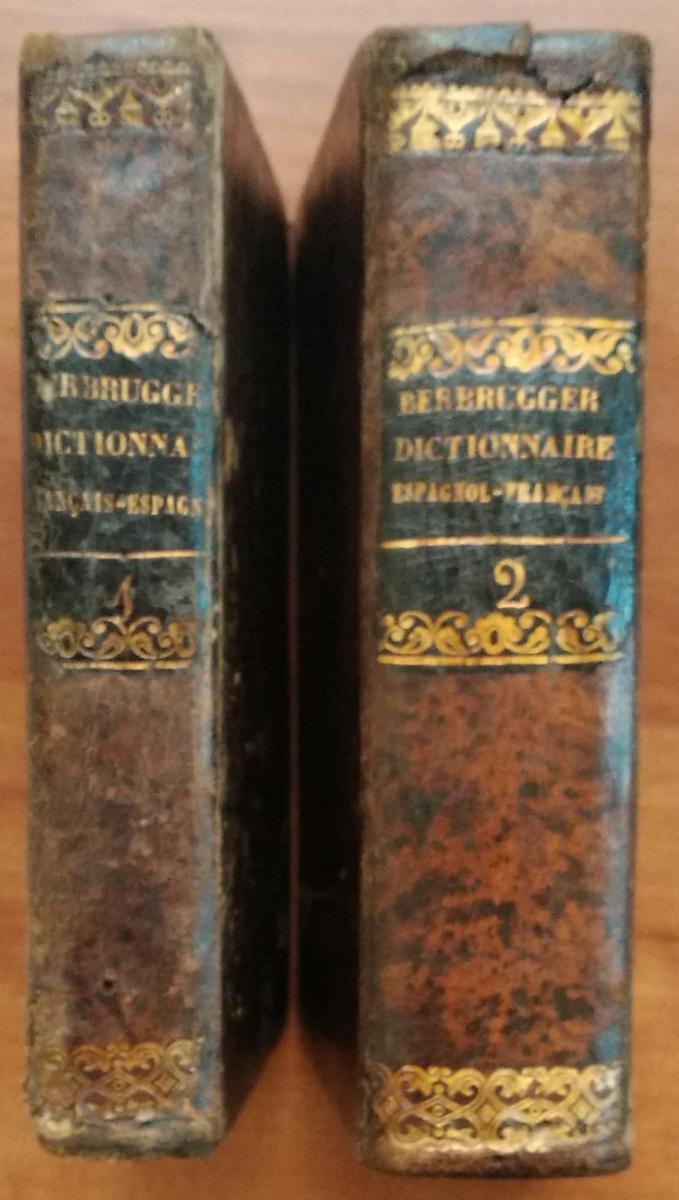 ERBRUGGE
DICTIONNA
ANÇAIS-ESPAGN
1
BERBRUGGER
DICTIONNAIRE
ESPAGNOL-FRANÇAIS
2